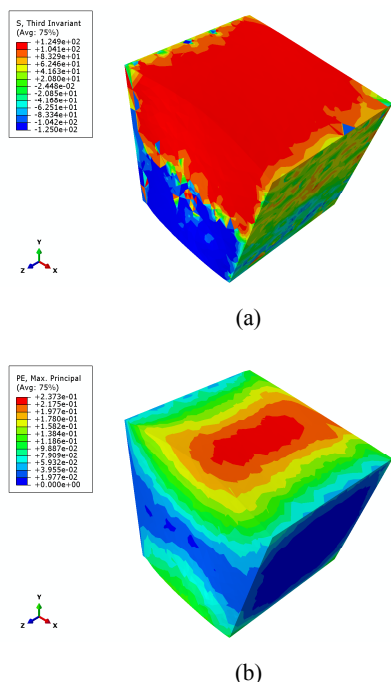 S, Third Invariant
(Avg: 75%)
+1.249e+02
+1.041e+02
+8.329e+01
+6.246e+01
+4.163e+01
+2.080e+01
-2.448e-02
-2.085e+01
-4.168e+01
-6.251e+01
-8.334e+01
-1.042e+02
-1.250e+02
Y
Z
X
(a)
PE, Max. Principal
(Avg: 75%)
+2.373e-01
+2.175e-01
+1.977e-01
+1.780e-01
+1.582e-01
+1.384e-01
+1.186e-01
+9.887e-02
+7.909e-02
+5.932e-02
+3.955e-02
+1.977e-02
+0.000e+00
Y
Z
X
(b)